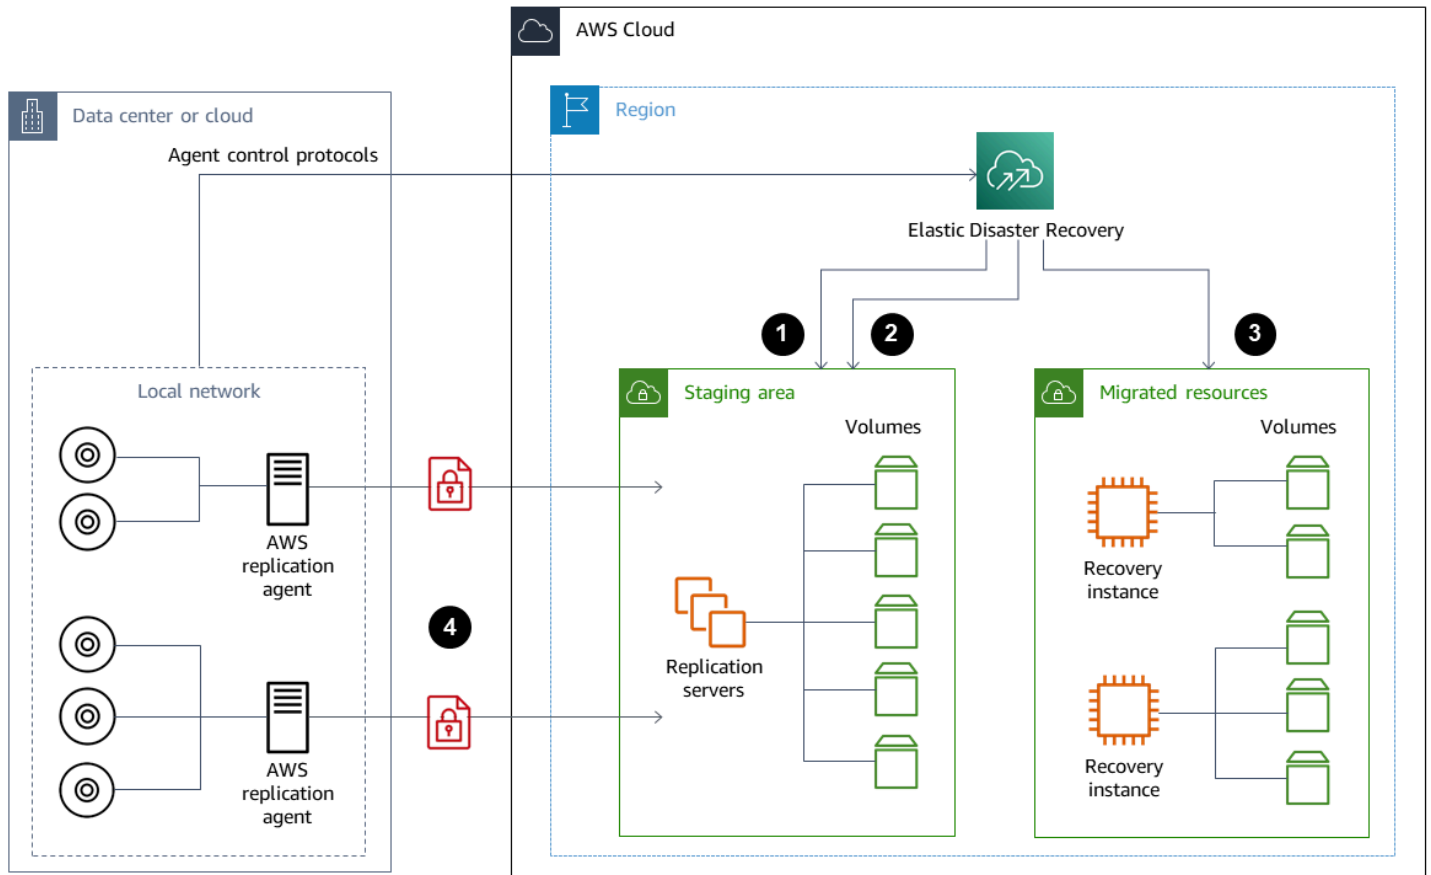 AWS Cloud
Data center or cloud
Region
Agent control protocols
Elastic Disaster Recovery
1
2
3
Local network
Staging area
Migrated resources
Volumes
Volumes
AWS
replication
agent
Recovery
instance
4
Replication
servers
AWS
replication
agent
Recovery
instance